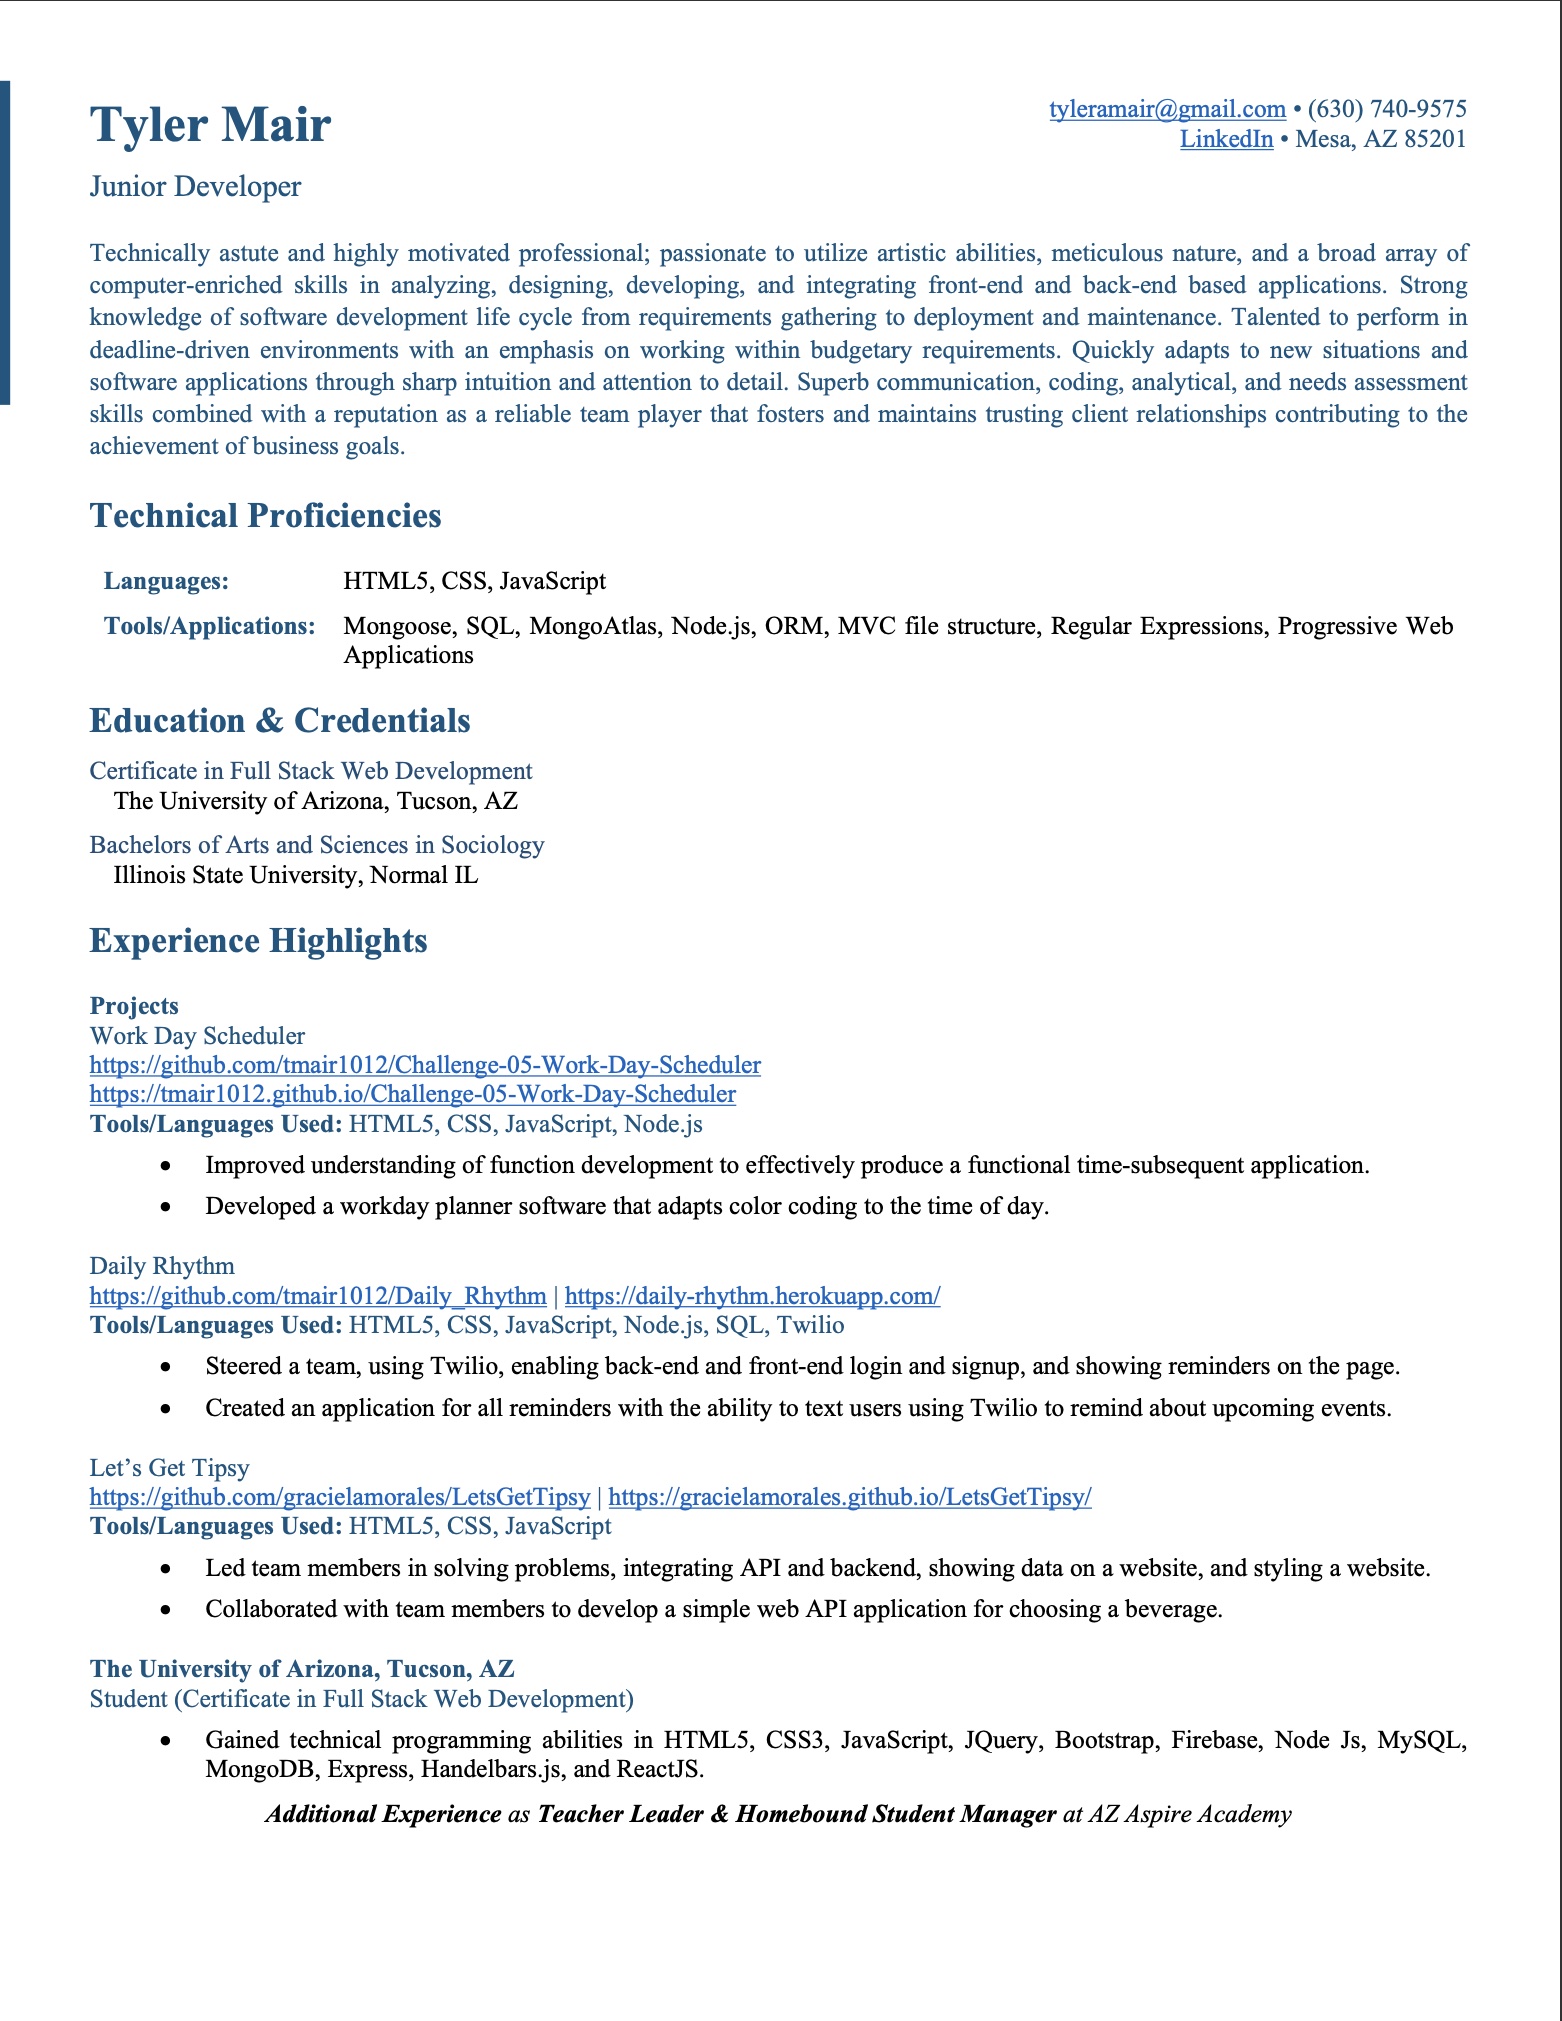 Tyler Mair
tyleramair@gmail.com • (630) 740-9575
LinkedIn • Mesa, AZ 85201
Junior Developer
Technically astute and highly motivated professional; passionate to utilize artistic abilities, meticulous nature, and a broad array of
computer-enriched skills in analyzing, designing, developing, and integrating front-end and back-end based applications. Strong
knowledge of software development life cycle from requirements gathering to deployment and maintenance. Talented to perform in
deadline-driven environments with an emphasis on working within budgetary requirements. Quickly adapts to new situations and
software applications through sharp intuition and attention to detail. Superb communication, coding, analytical, and needs assessment
skills combined with a reputation as a reliable team player that fosters and maintains trusting client relationships contributing to the
achievement of business goals.
Technical Proficiencies
Languages: HTML5, CSS, JavaScript
Tools/Applications: Mongoose, SQL, MongoAtlas, Node.js, ORM, MVC file structure, Regular Expressions, Progressive Web
Applications
Education & Credentials
Certificate in Full Stack Web Development
The University of Arizona, Tucson, AZ
Bachelors of Arts and Sciences in Sociology
Illinois State University, Normal IL
Experience Highlights
Projects
Work Day Scheduler
https://github.com/tmair1012/Challenge-05-Work-Day-Scheduler
https://tmair1012.github.io/Challenge-05-Work-Day-Scheduler
Tools/Languages Used: HTML5, CSS, JavaScript, Node.js
• Improved understanding of function development to effectively produce a functional time-subsequent application.
• Developed a workday planner software that adapts color coding to the time of day.
Daily Rhythm
https://github.com/tmair1012/Daily_Rhythm | https://daily-rhythm.herokuapp.com/
Tools/Languages Used: HTML5, CSS, JavaScript, Node.js, SQL, Twilio
• Steered a team, using Twilio, enabling back-end and front-end login and signup, and showing reminders on the page.
• Created an application for all reminders with the ability to text users using Twilio to remind about upcoming events.
Let’s Get Tipsy
https://github.com/gracielamorales/LetsGetTipsy | https://gracielamorales.github.io/LetsGetTipsy/
Tools/Languages Used: HTML5, CSS, JavaScript
• Led team members in solving problems, integrating API and backend, showing data on a website, and styling a website.
• Collaborated with team members to develop a simple web API application for choosing a beverage.
The University of Arizona, Tucson, AZ
Student (Certificate in Full Stack Web Development)
• Gained technical programming abilities in HTML5, CSS3, JavaScript, JQuery, Bootstrap, Firebase, Node Js, MySQL,
MongoDB, Express, Handelbars.js, and ReactJS.
Additional Experience as Teacher Leader & Homebound Student Manager at AZ Aspire Academy